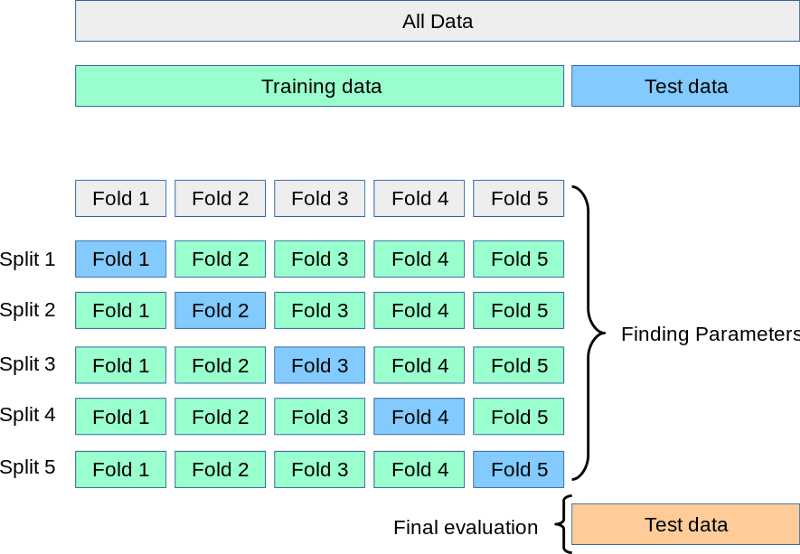 All Data
Training data Test data
Fold 1 Fold 2 Fold 3 Fold 4 Fold 5
Split 1 Fold 1 Fold 2 Fold 3 Fold 4 Fold 5
Split 2 Fold 1 Fold 2 Fold 3 Fold 4 Fold 5
Finding Parameters
Split 3 Fold 1 Fold 2 Fold 3 Fold 4 Fold 5
Split 4 Fold 1 Fold 2 Fold 3 Fold 4 Fold 5
Split 5 Fold 1 Fold 2 Fold 3 Fold 4 Fold 5
Final evaluation Test data